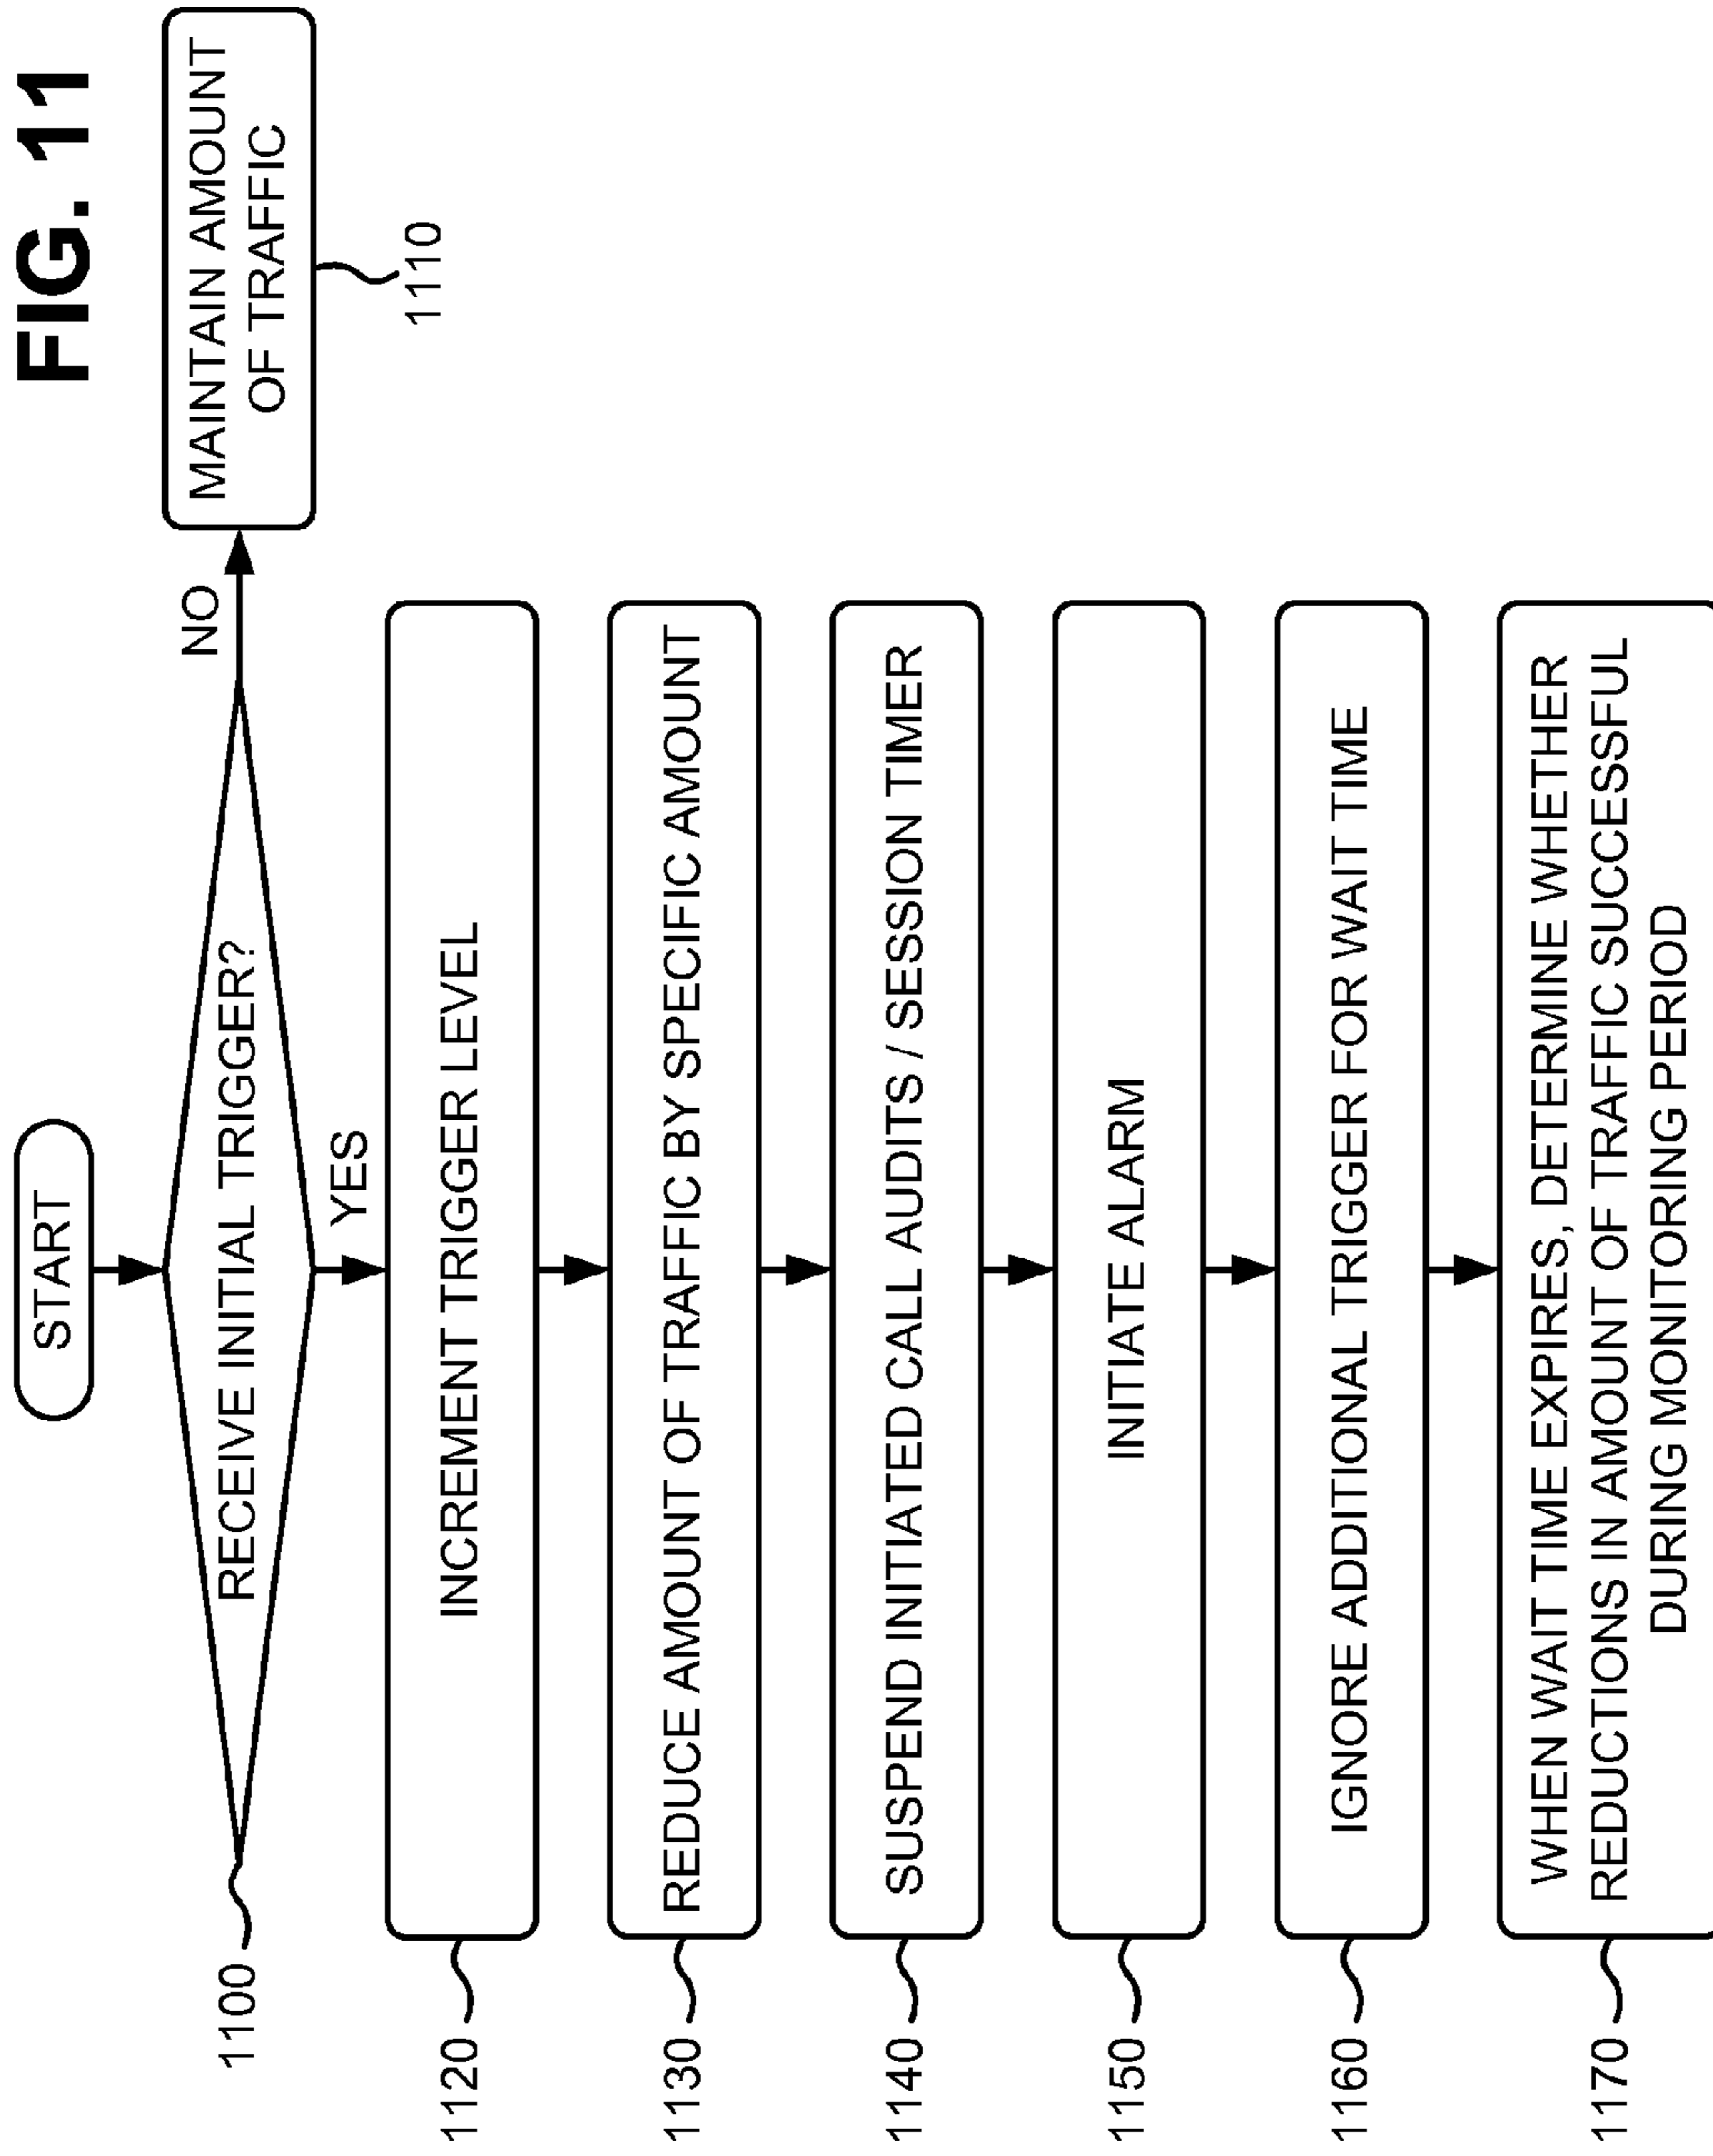 FIG. 11
START
RECEIVE INITIAL TRIGGER?
1100
NO
MAINTAIN AMOUNT
OF TRAFFIC
1110
YES
INCREMENT TRIGGER LEVEL
1120
REDUCE AMOUNT OF TRAFFIC BY SPECIFIC AMOUNT
1130
SUSPEND INITIATED CALL AUDITS / SESSION TIMER
1140
INITIATE ALARM
1150
IGNORE ADDITIONAL TRIGGER FOR WAIT TIME
1160
WHEN WAIT TIME EXPIRES, DETERMINE WHETHER
REDUCTIONS IN AMOUNT OF TRAFFIC SUCCESSFUL
DURING MONITORING PERIOD
1170